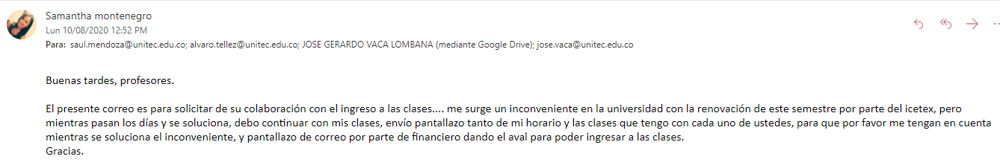 Samantha montenegro
Lun 10/08/2020 12:52 PM
Para: saul.mendoza@unitec.edu.co; alvaro.tellez@unitec.edu.co; JOSE GERARDO VACA LOMBANA (mediante Google Drive); jose.vaca@unitec.edu.co
Buenas tardes, profesores.
El presente correo es para solicitar de su colaboración con el ingreso a las clases.... me surge un inconveniente en la universidad con la renovación de este semestre por parte del icetex, pero
mientras pasan los días y se soluciona, debo continuar con mis clases, envío pantallazo tanto de mi horario y las clases que tengo con cada uno de ustedes, para que por favor me tengan en cuenta
mientras se soluciona el inconveniente, y pantallazo de correo por parte de financiero dando el aval para poder ingresar a las clases.
Gracias.